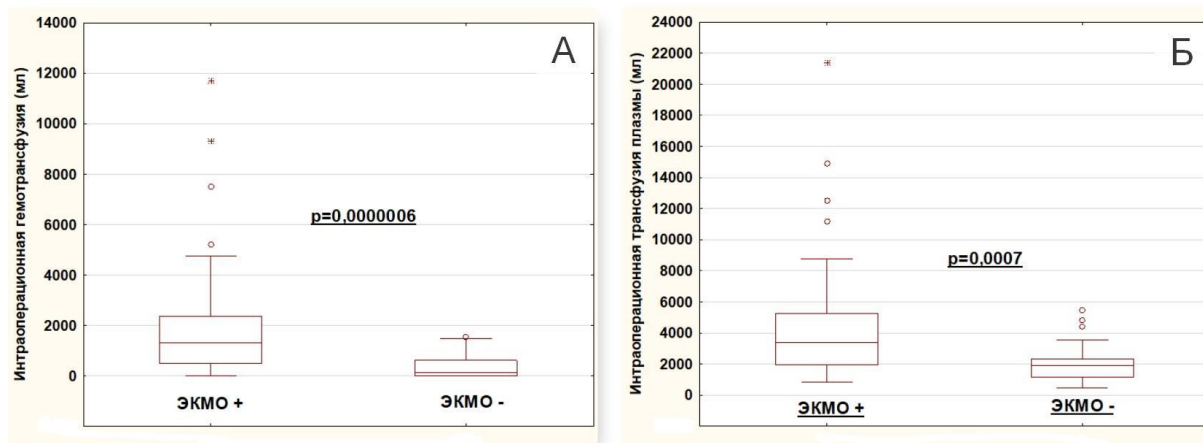 Интраоперационная гемотрансфузия (мл)
14000
12000
10000
8000
6000
4000
2000
0
А
p=0,0000006
ЭКМО +
ЭКМО -
Интраоперационная трансфузия плазмы (мл)
24000
22000
20000
18000
16000
14000
12000
10000
8000
6000
4000
2000
0
Б
p=0,0007
ЭКМО +
ЭКМО -